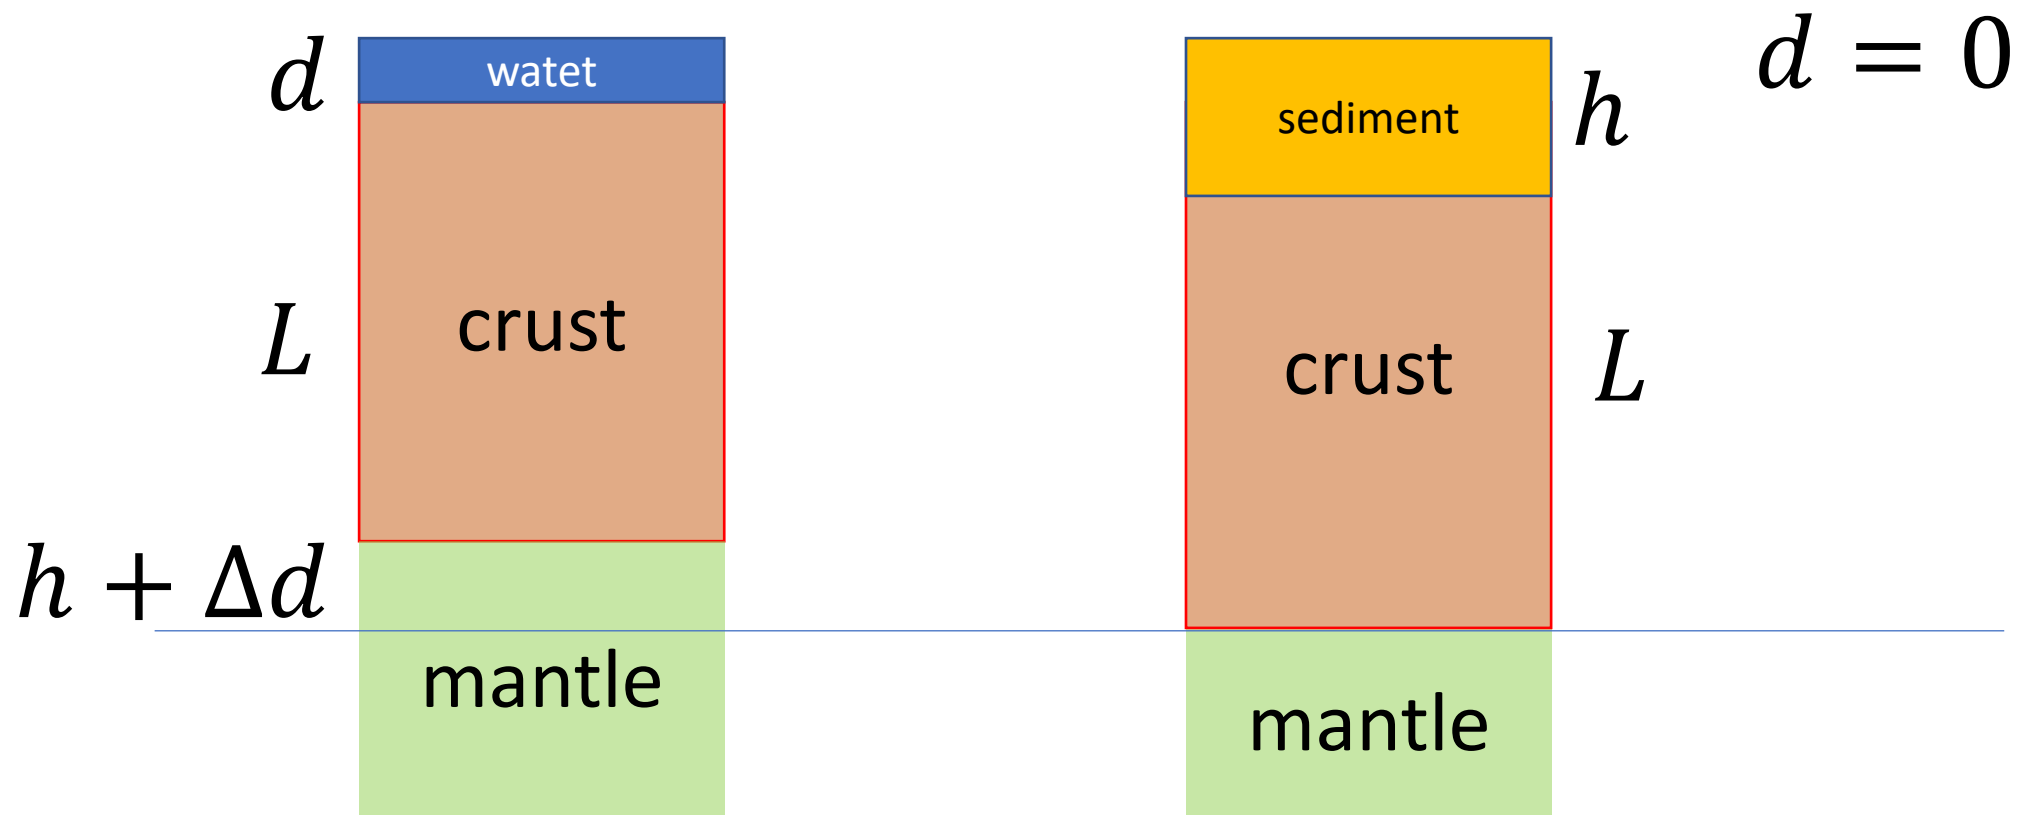 d
watet
L
crust
h + Δd
mantle
d = 0
sediment
h
crust
L
mantle